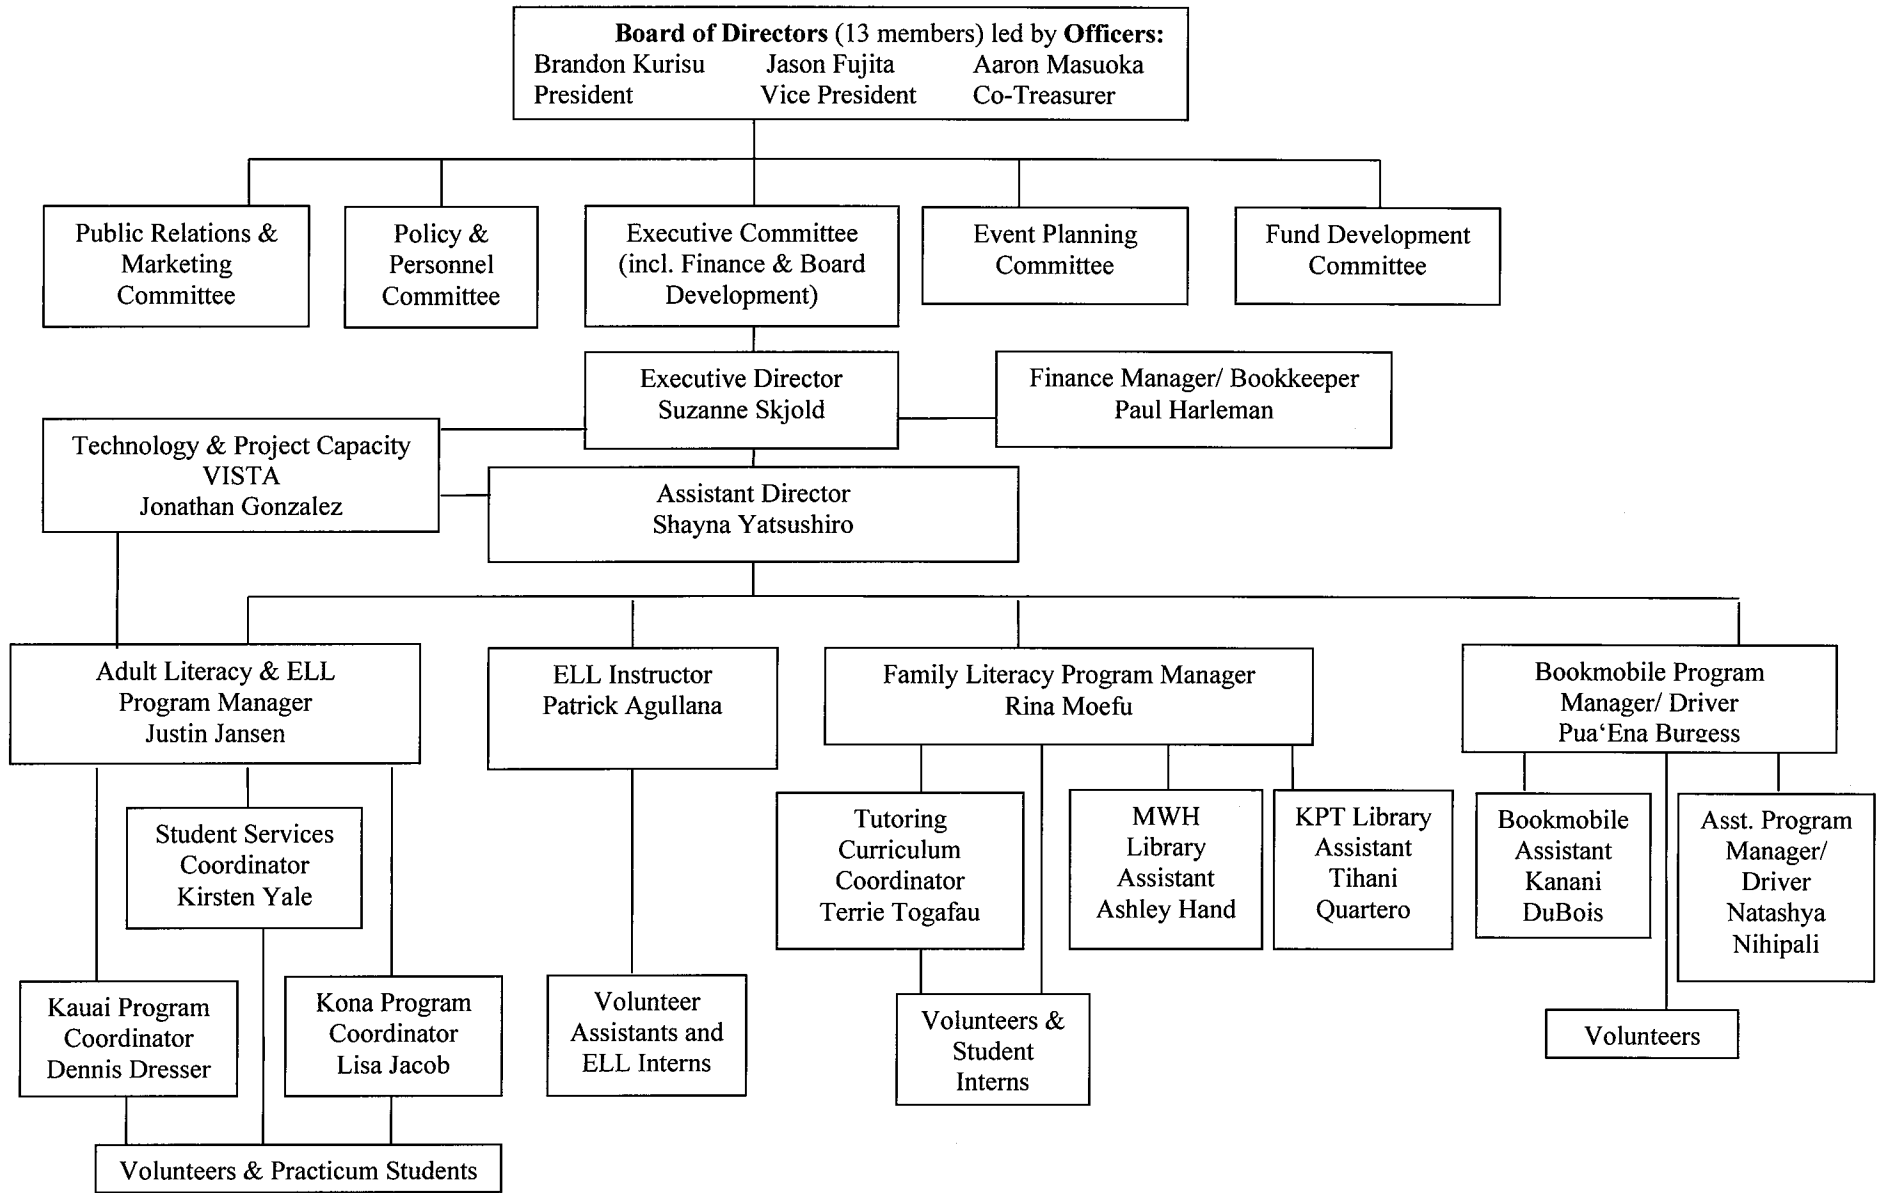 Board of Directors (13 members) led by Officers:
Brandon Kurisu Jason Fujita Aaron Masuoka
President Vice President Co-Treasurer
Public Relations &
Marketing
Committee
Policy &
Personnel
Committee
Executive Committee
(incl. Finance & Board
Development)
Event Planning
Committee
Fund Development
Committee
Executive Director
Suzanne Skjold
Finance Manager/ Bookkeeper
Paul Harleman
Technology & Project Capacity
VISTA
Jonathan Gonzalez
Assistant Director
Shayna Yatsushiro
Adult Literacy & ELL
Program Manager
Justin Jansen
ELL Instructor
Patrick Agullana
Family Literacy Program Manager
Rina Moefu
Bookmobile Program
Manager/ Driver
Pua‘Ena Burgess
Student Services
Coordinator
Kirsten Yale
Tutoring
Curriculum
Coordinator
Terrie Togafau
MWH
Library
Assistant
Ashley Hand
KPT Library
Assistant
Tihani
Quartero
Bookmobile
Assistant
Kanani
DuBois
Asst. Program
Manager/
Driver
Natashya
Nihipali
Kauai Program
Coordinator
Dennis Dresser
Kona Program
Coordinator
Lisa Jacob
Volunteer
Assistants and
ELL Interns
Volunteers &
Student
Interns
Volunteers
Volunteers & Practicum Students